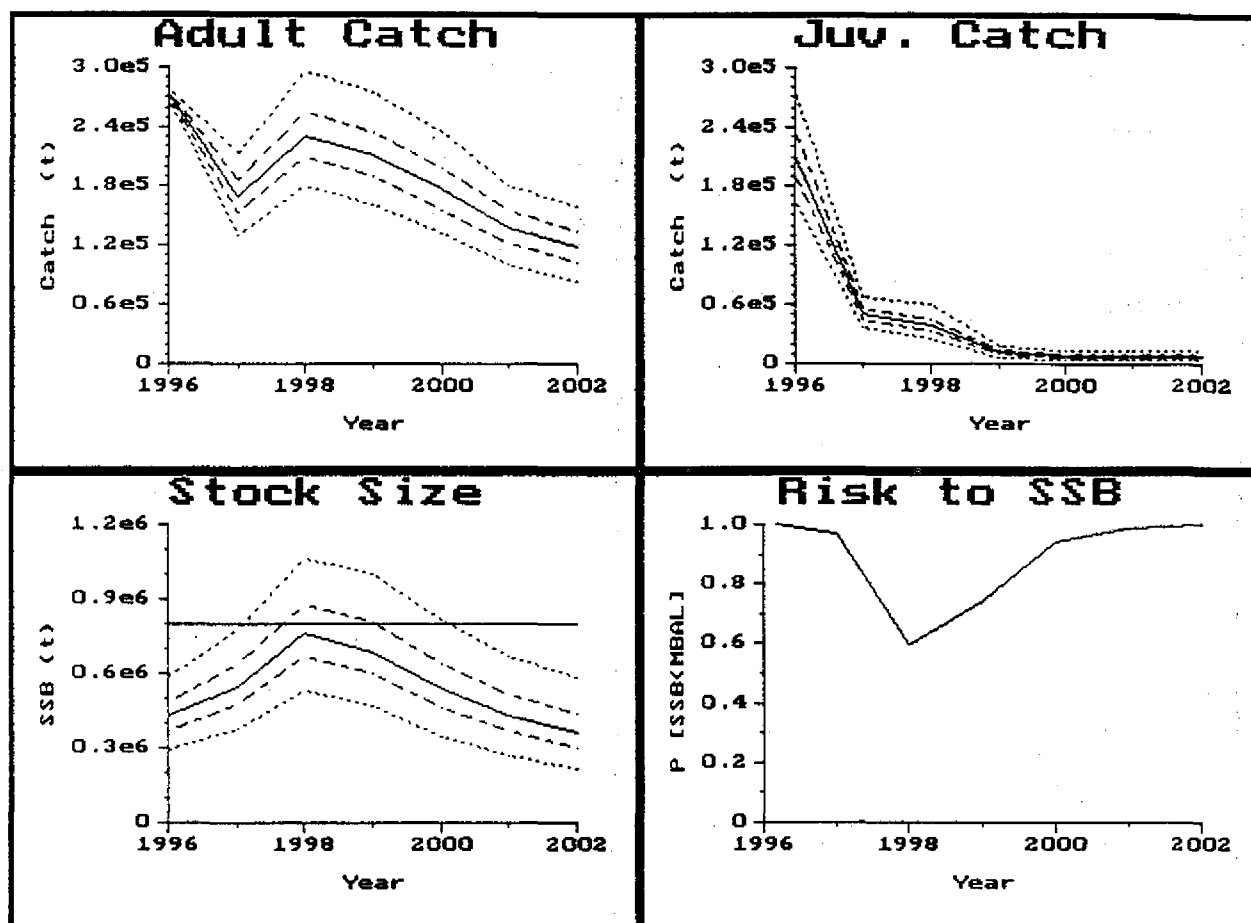 Adult Catch
3.0e5
2.4e5
1.8e5
1.2e5
0.6e5
0
Catch (t)
1996 1998 2000 2002
Year
Juv. Catch
3.0e5
2.4e5
1.8e5
1.2e5
0.6e5
0
Catch (t)
1996 1998 2000 2002
Year
Stock Size
1.2e6
0.9e6
0.6e6
0.3e6
0
SSB (t)
1996 1998 2000 2002
Year
Risk to SSB
1.0
0.8
0.6
0.4
0.2
0
P [SSB<MBAL]
1996 1998 2000 2002
Year